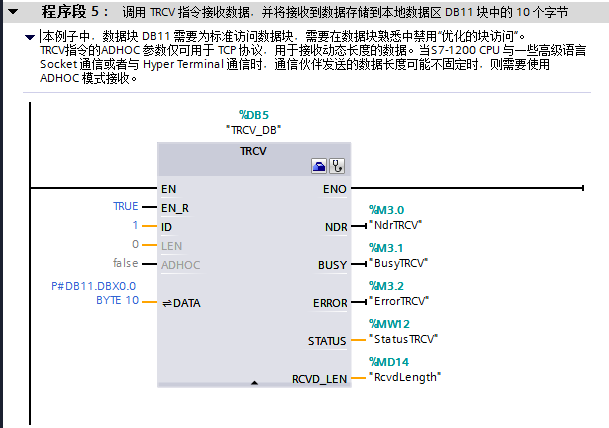 程序段 5： 调用 TRCV 指令接收数据，并将接收到数据存储到本地数据区 DB11 块中的 10 个字节
本例子中，数据块 DB11 需要为标准访问数据块，需要在数据块熟悉中禁用“优化的块访问”。
TRCV指令的ADHOC 参数仅可用于 TCP 协议，用于接收动态长度的数据。当S7-1200 CPU 与一些高级语言
Socket 通信或者与 Hyper Terminal 通信时，通信伙伴发送的数据长度可能不固定时，则需要使用
ADHOC 模式接收。
%DB5
"TRCV_DB"
TRCV
EN ENO
TRUE EN_R
%M3.0
1 ID NDR "NdrTRCV"
0 LEN
%M3.1
false ADHOC BUSY "BusyTRCV"
P#DB11.DBX0.0
%M3.2
BYTE 10 DATA ERROR "ErrorTRCV"
%MW12
STATUS "StatusTRCV"
%MD14
RCVD_LEN "RcvdLength"